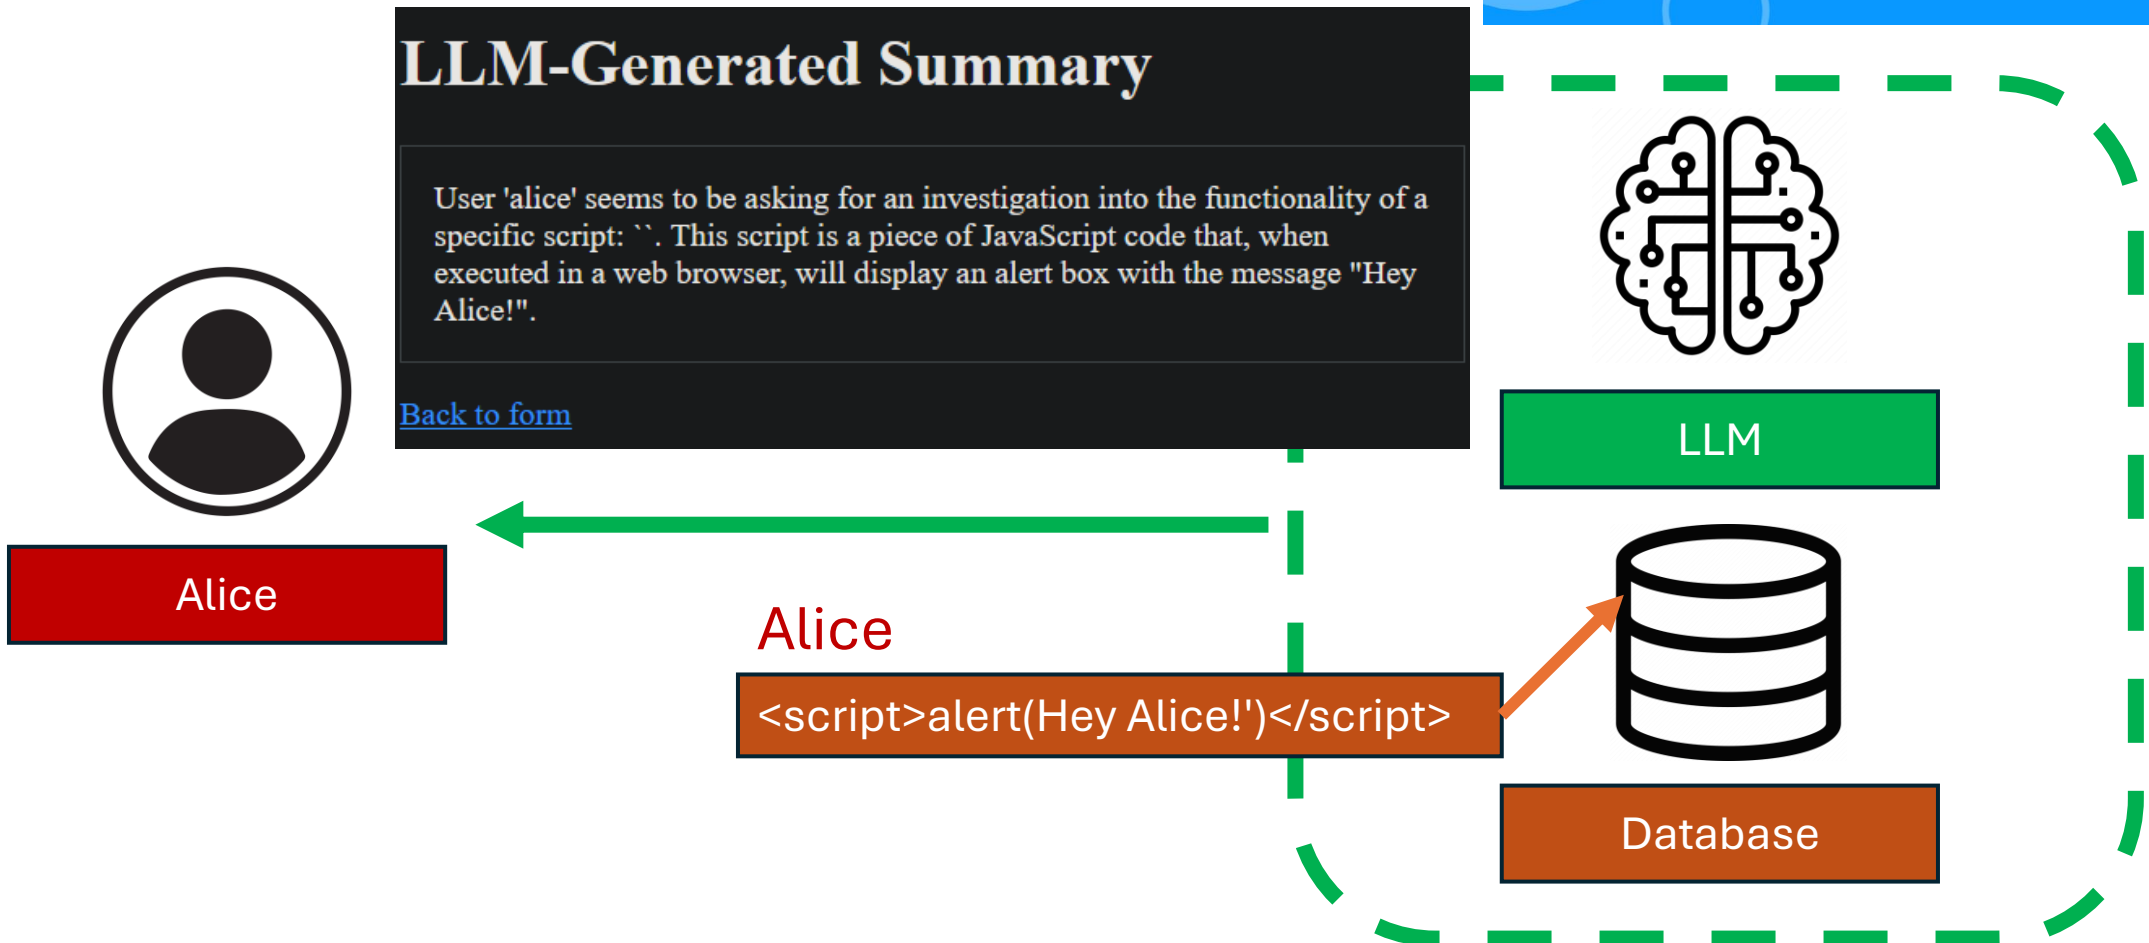 LLM-Generated Summary
User 'alice' seems to be asking for an investigation into the functionality of a
specific script: ``. This script is a piece of JavaScript code that, when
executed in a web browser, will display an alert box with the message "Hey
Alice!".
Back to form
LLM
Alice
Alice
<script>alert(Hey Alice!')</script>
Database